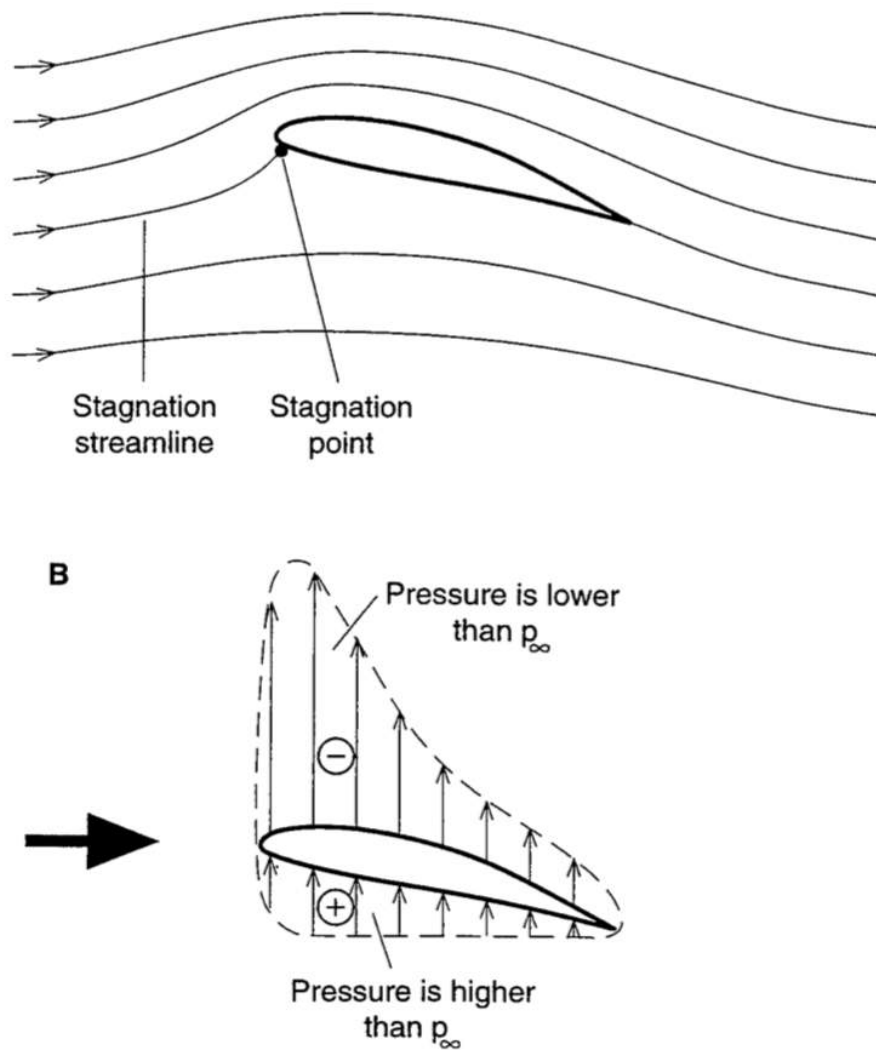 Stagnation
streamline
Stagnation
point
B
Pressure is lower
than p∞
−
+
Pressure is higher
than p∞